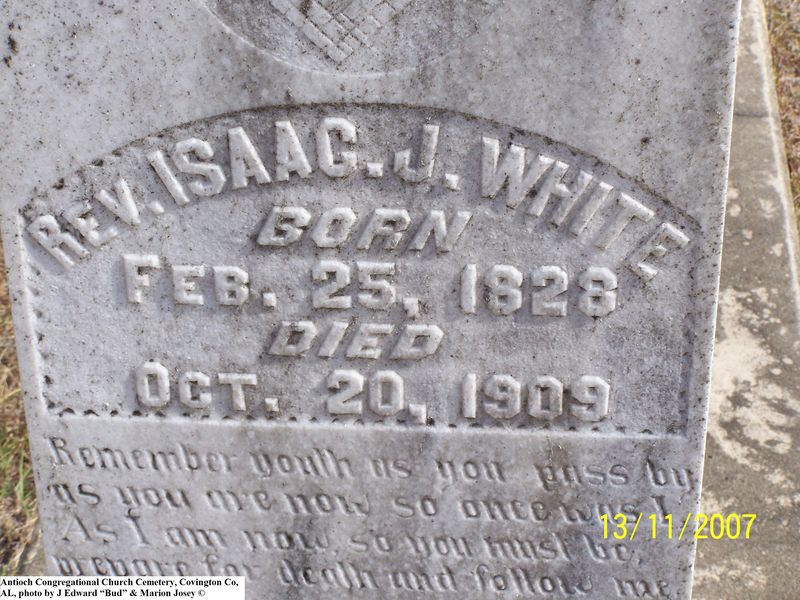 REV. ISAAC. J. WHITE
BORN
FEB. 25, 1828
DIED
OCT. 20, 1909
Remember youth as you pass by
as you are now so once was I
As I am now, so you must be,
prepare for death and follow me
13/11/2007
Antioch Congregational Church Cemetery, Covington Co,
AL, photo by J Edward “Bud” & Marion Josey ©